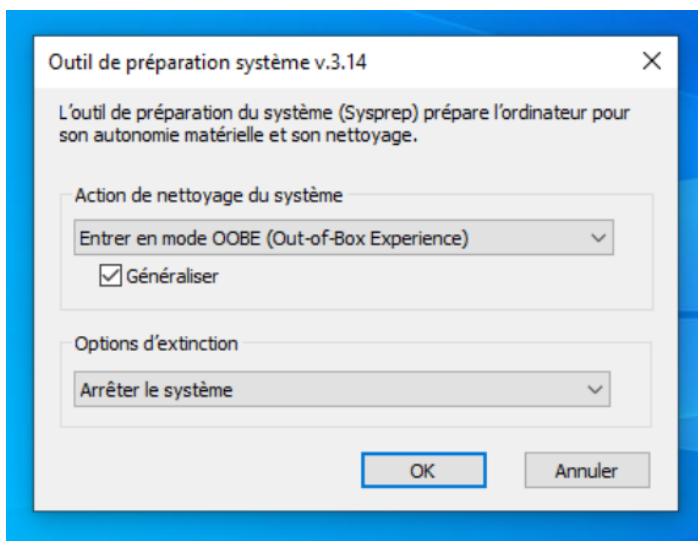 Outil de préparation système v.3.14
L’outil de préparation du système (Sysprep) prépare l’ordinateur pour
son autonomie matérielle et son nettoyage.
Action de nettoyage du système
Entrer en mode OOBE (Out-of-Box Experience)
Généraliser
Options d’extinction
Arrêter le système
OK Annuler